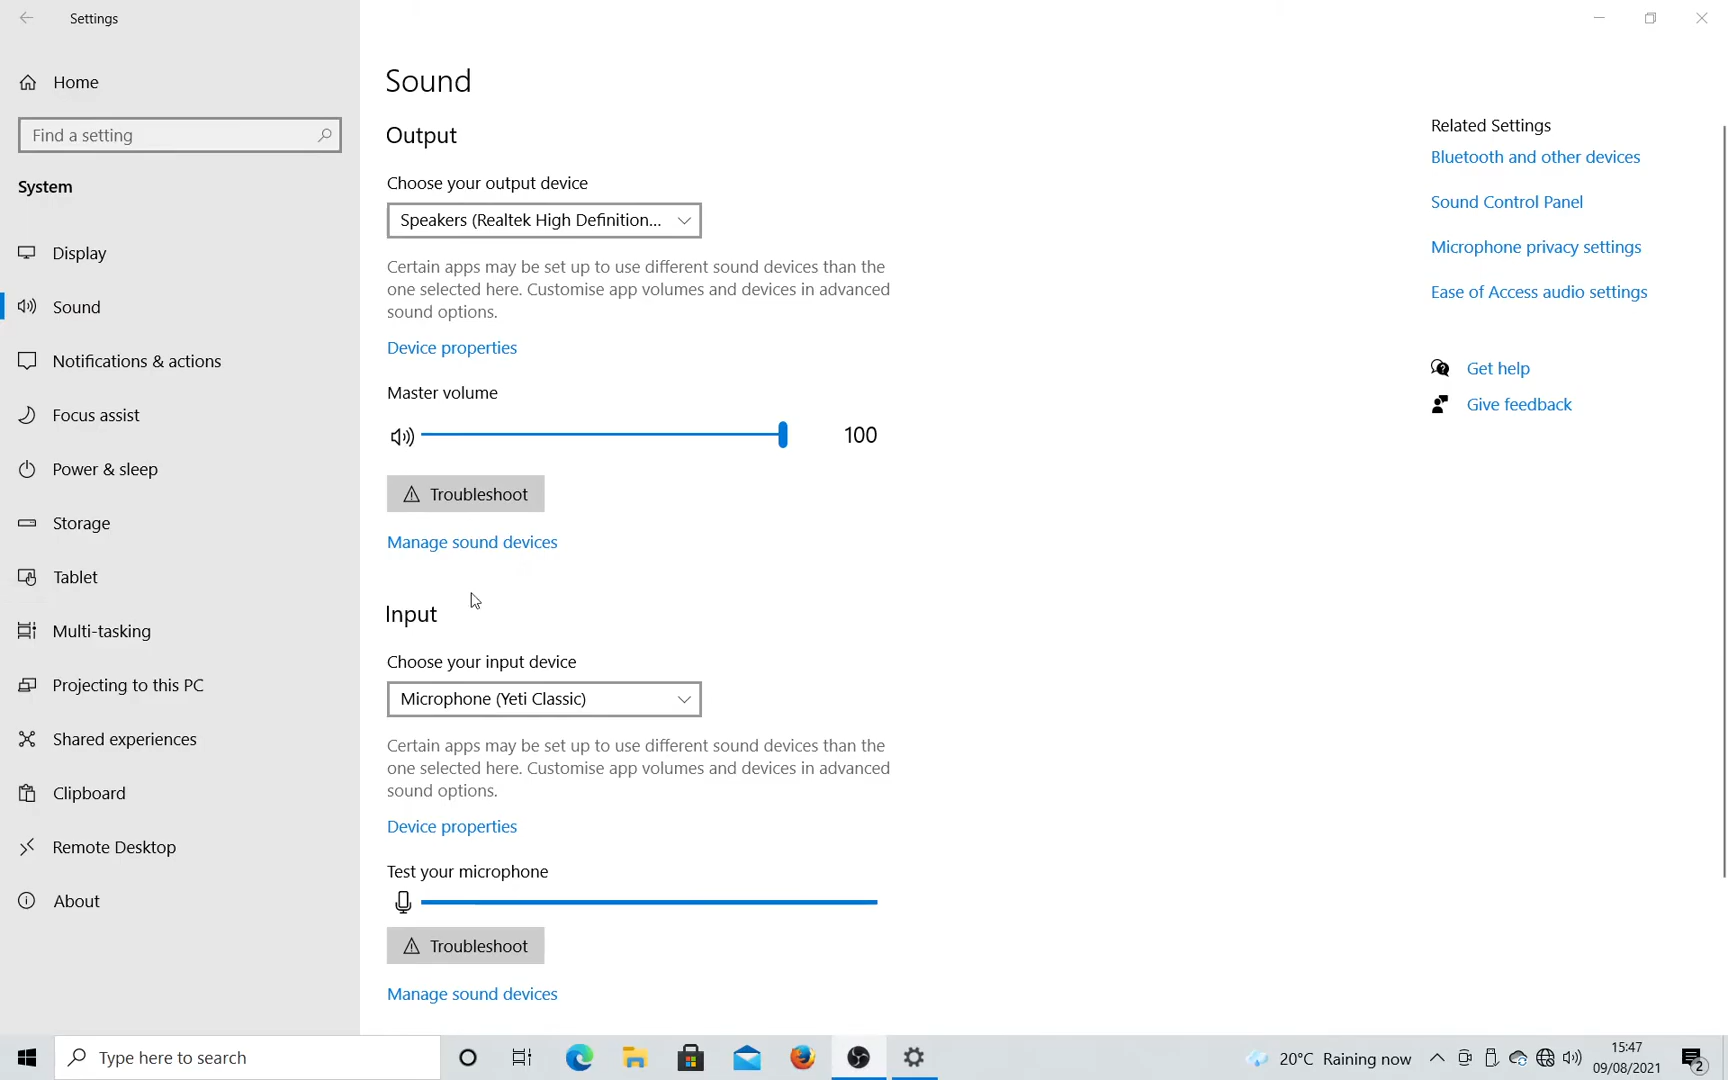 Settings
Home
Find a setting
System
Display
Sound
Notifications & actions
Focus assist
Power & sleep
Storage
Tablet
Multi-tasking
Projecting to this PC
Shared experiences
Clipboard
Remote Desktop
About
Sound
Output
Choose your output device
Speakers (Realtek High Definition...
Certain apps may be set up to use different sound devices than the
one selected here. Customise app volumes and devices in advanced
sound options.
Device properties
Master volume
100
Troubleshoot
Manage sound devices
Input
Choose your input device
Microphone (Yeti Classic)
Certain apps may be set up to use different sound devices than the
one selected here. Customise app volumes and devices in advanced
sound options.
Device properties
Test your microphone
Troubleshoot
Manage sound devices
Related Settings
Bluetooth and other devices
Sound Control Panel
Microphone privacy settings
Ease of Access audio settings
Get help
Give feedback
Type here to search
20°C Raining now
15:47
09/08/2021
2